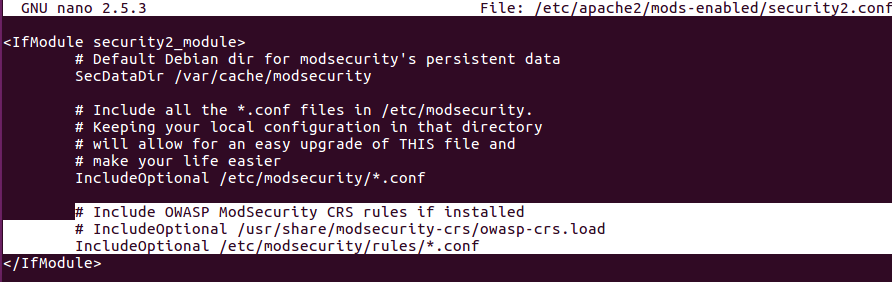 GNU nano 2.5.3 File: /etc/apache2/mods-enabled/security2.conf
<IfModule security2_module>
# Default Debian dir for modsecurity's persistent data
SecDataDir /var/cache/modsecurity
# Include all the *.conf files in /etc/modsecurity.
# Keeping your local configuration in that directory
# will allow for an easy upgrade of THIS file and
# make your life easier
IncludeOptional /etc/modsecurity/*.conf
# Include OWASP ModSecurity CRS rules if installed
# IncludeOptional /usr/share/modsecurity-crs/owasp-crs.load
IncludeOptional /etc/modsecurity/rules/*.conf
</IfModule>